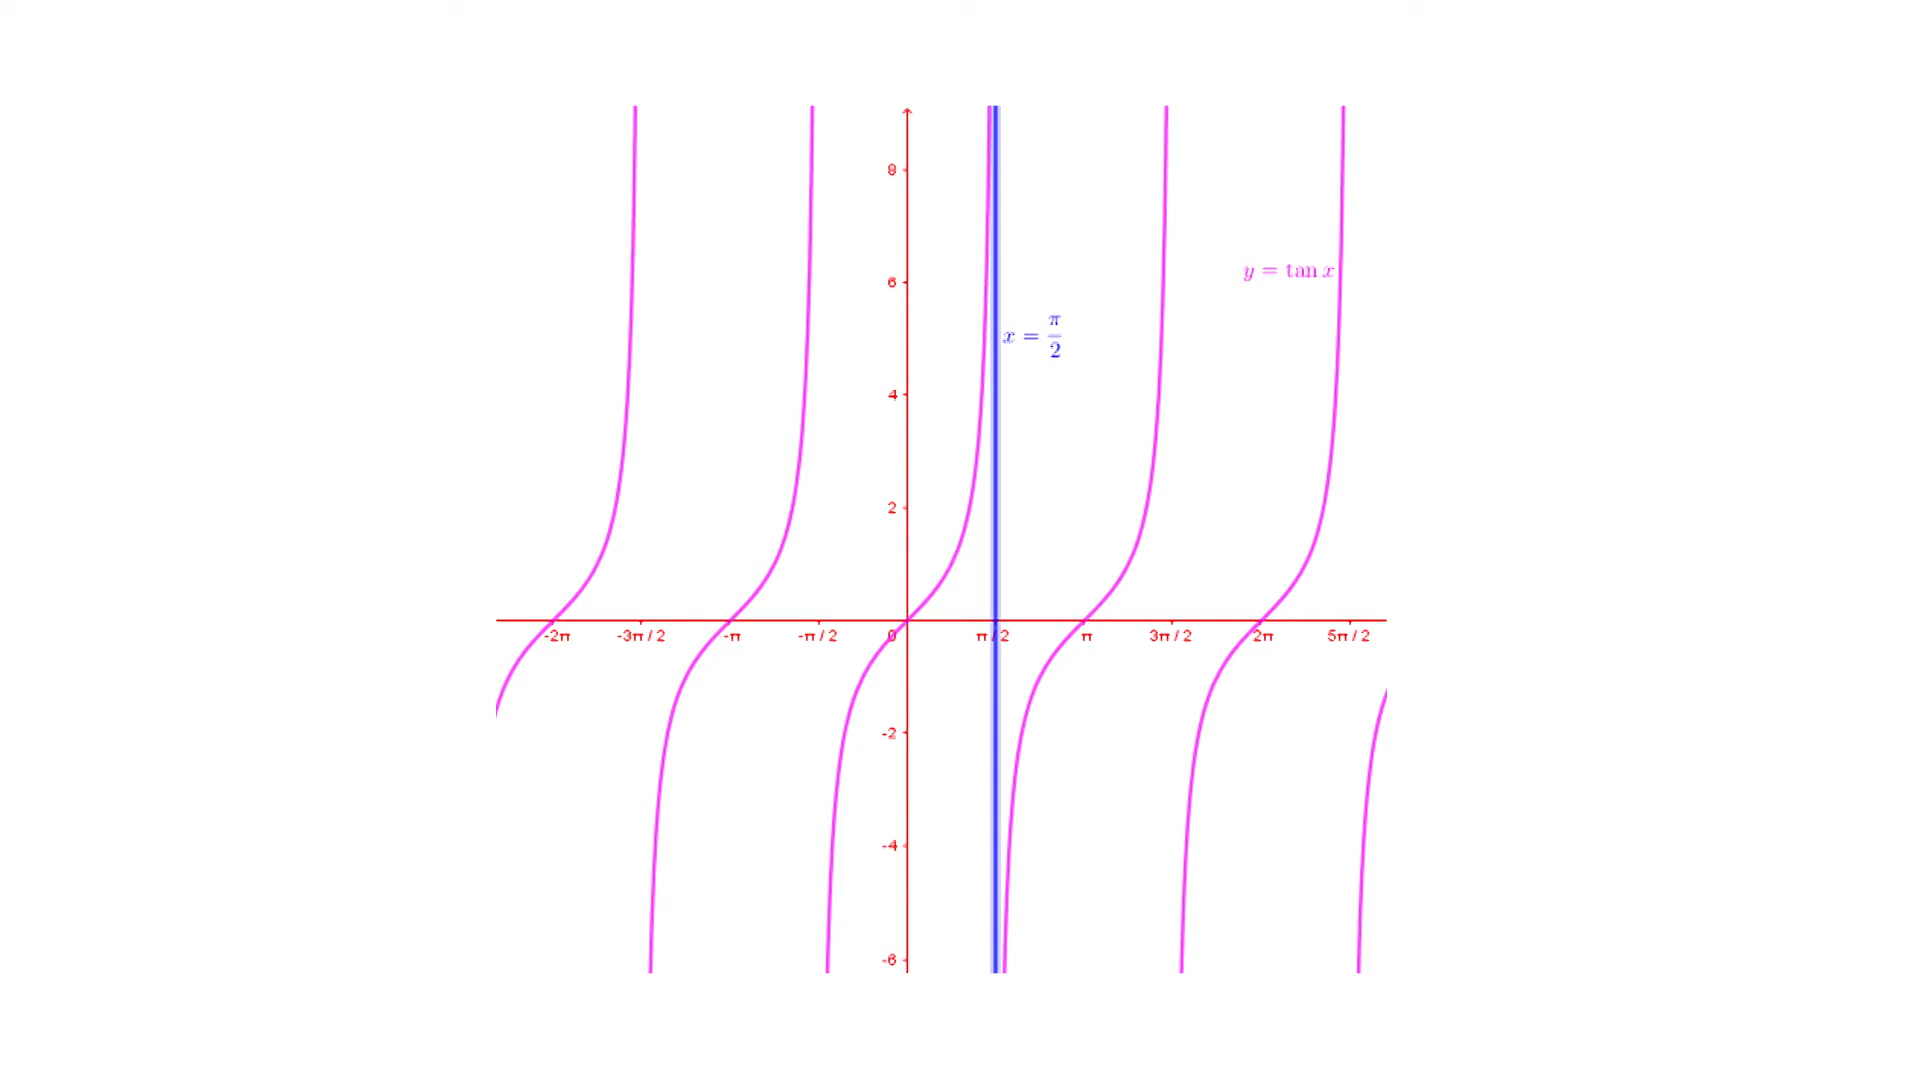 8
6
y = tan x
x = π/2
4
2
-2π -3π / 2 -π -π / 2 0 π / 2 π 3π / 2 2π 5π / 2
-2
-4
-6